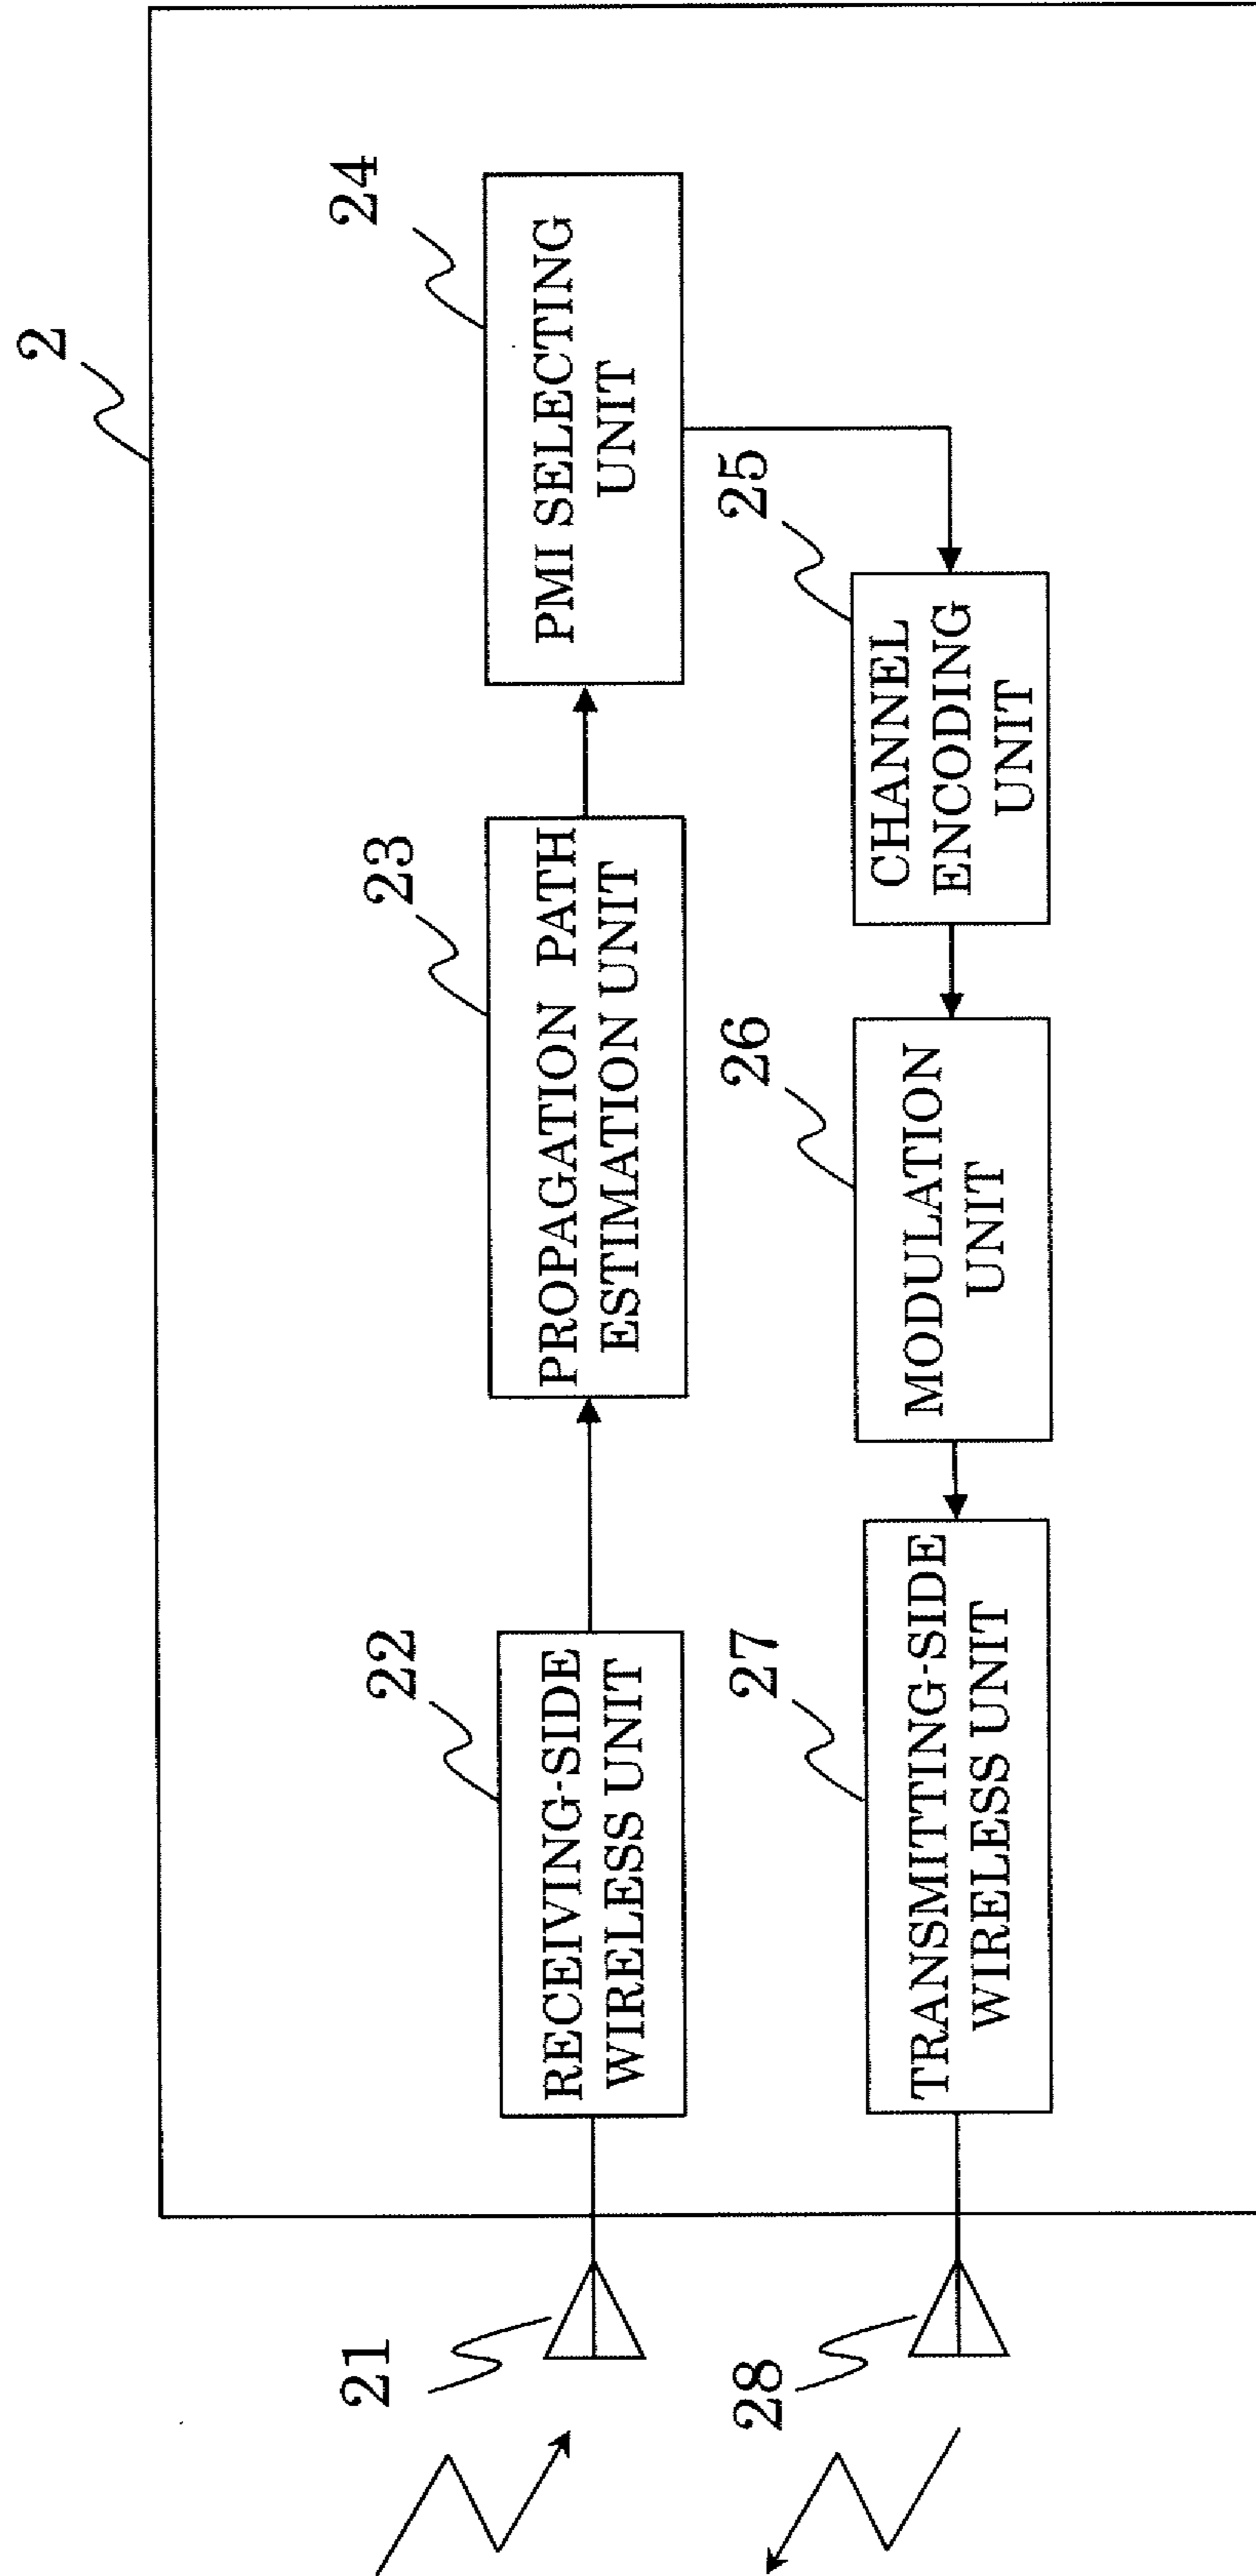 2
24
PMI SELECTING
UNIT
23
PROPAGATION PATH
ESTIMATION UNIT
22
RECEIVING-SIDE
WIRELESS UNIT
21
25
CHANNEL
ENCODING
UNIT
26
MODULATION
UNIT
27
TRANSMITTING-SIDE
WIRELESS UNIT
28